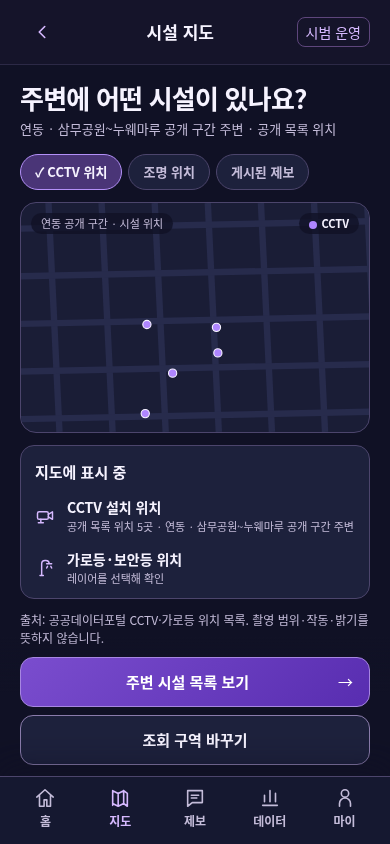 시설 지도
시범 운영
주변에 어떤 시설이 있나요?
연동 · 삼무공원~누웨마루 공개 구간 주변 · 공개 목록 위치
✓ CCTV 위치
조명 위치
게시된 제보
연동 공개 구간 · 시설 위치
CCTV
지도에 표시 중
CCTV 설치 위치
공개 목록 위치 5곳 · 연동 · 삼무공원~누웨마루 공개 구간 주변
가로등·보안등 위치
레이어를 선택해 확인
출처: 공공데이터포털 CCTV·가로등 위치 목록. 촬영 범위·작동·밝기를
뜻하지 않습니다.
주변 시설 목록 보기 →
조회 구역 바꾸기
홈
지도
제보
데이터
마이